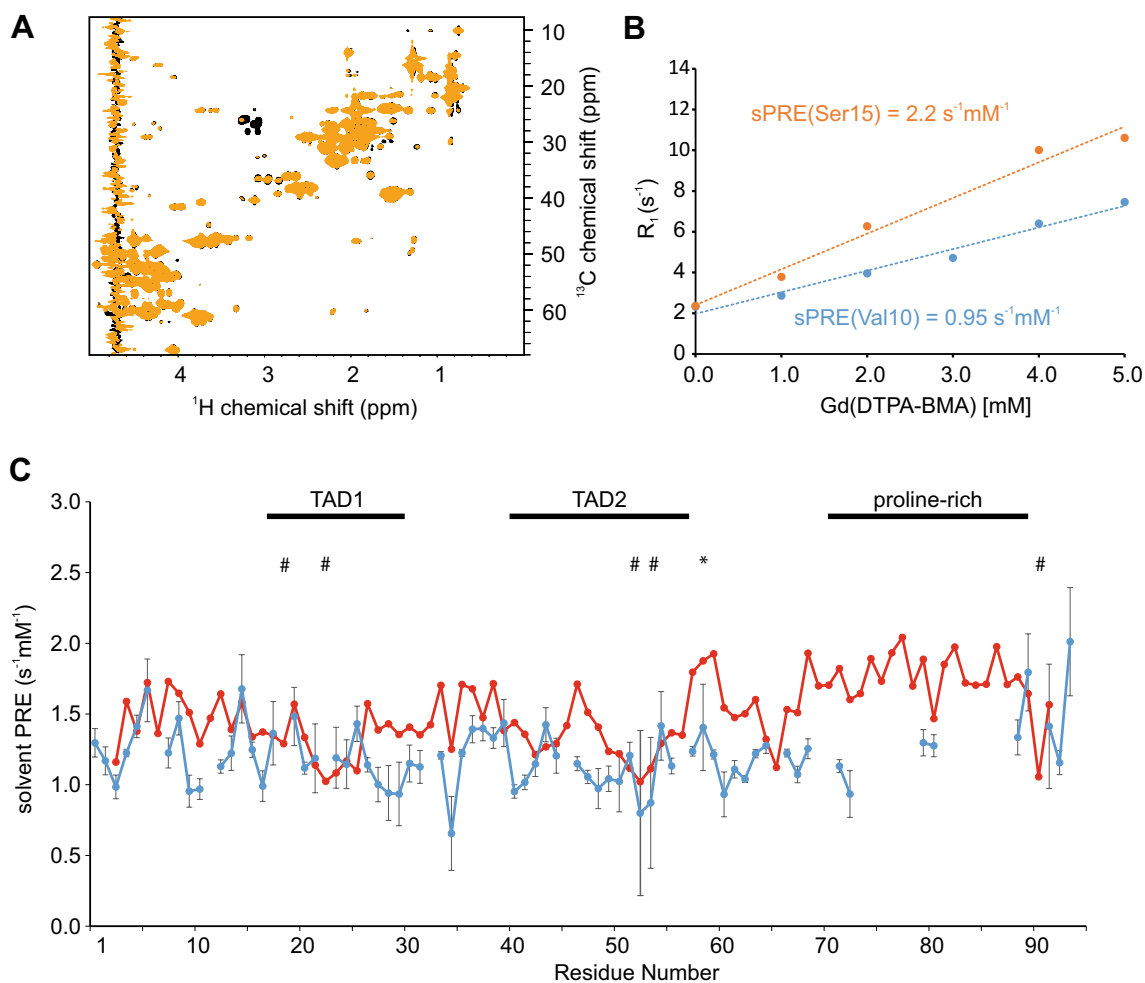 A
10
20
30
40
50
60
¹³C chemical shift (ppm)
4 3 2 1
¹H chemical shift (ppm)
B
14
12
10
8
6
4
2
0
R₁ (s⁻¹)
sPRE(Ser15) = 2.2 s⁻¹mM⁻¹
sPRE(Val10) = 0.95 s⁻¹mM⁻¹
0.0 1.0 2.0 3.0 4.0 5.0
Gd(DTPA-BMA) [mM]
C
3.0
2.5
2.0
1.5
1.0
0.5
0.0
solvent PRE (s⁻¹mM⁻¹)
TAD1 TAD2 proline-rich
# # # # * #
1 10 20 30 40 50 60 70 80 90
Residue Number